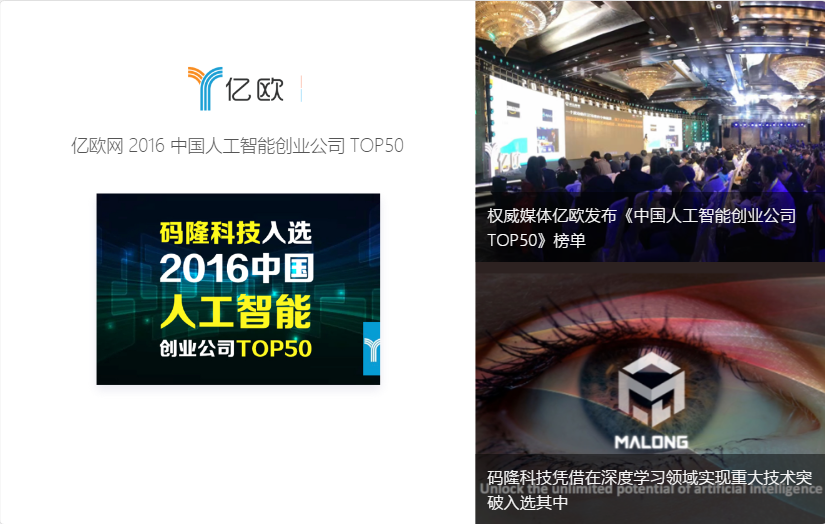 亿欧
亿欧网 2016 中国人工智能创业公司 TOP50
码隆科技入选
2016中国
人工智能
创业公司TOP50
亿欧
权威媒体亿欧发布《中国人工智能创业公司
TOP50》榜单
MALONG
码隆科技凭借在深度学习领域实现重大技术突
Unlock the unlimited potential of artificial intelligence
破入选其中